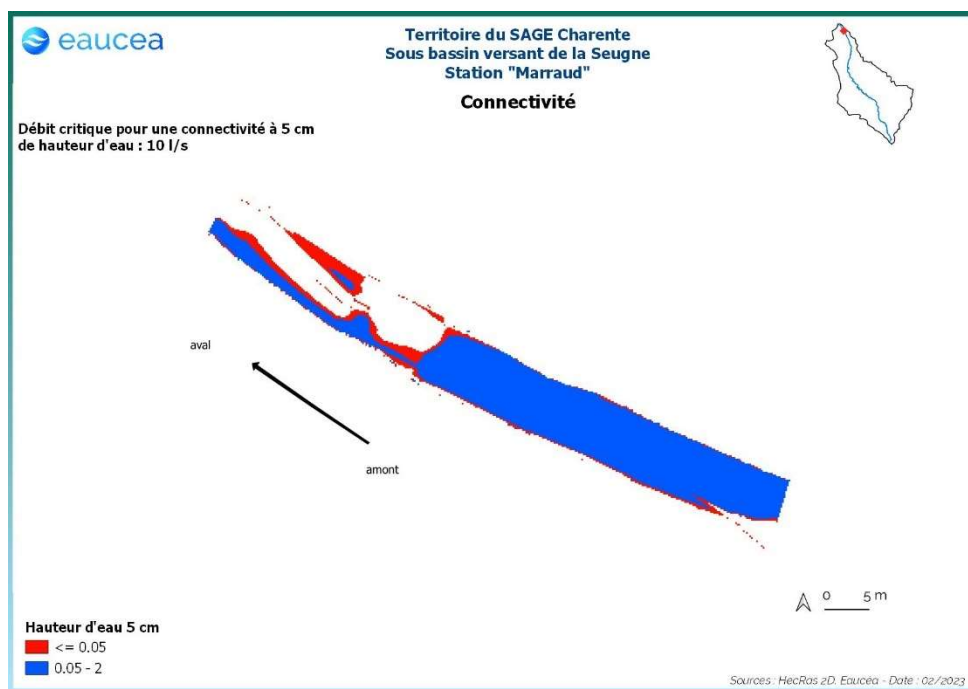 eaucea
Territoire du SAGE Charente
Sous bassin versant de la Seugne
Station "Marraud"
Connectivité
Débit critique pour une connectivité à 5 cm
de hauteur d'eau : 10 l/s
aval
amont
0 5 m
Hauteur d'eau 5 cm
<= 0.05
0.05 - 2
Sources : HecRas 2D. Eaucéa - Date : 02/2023